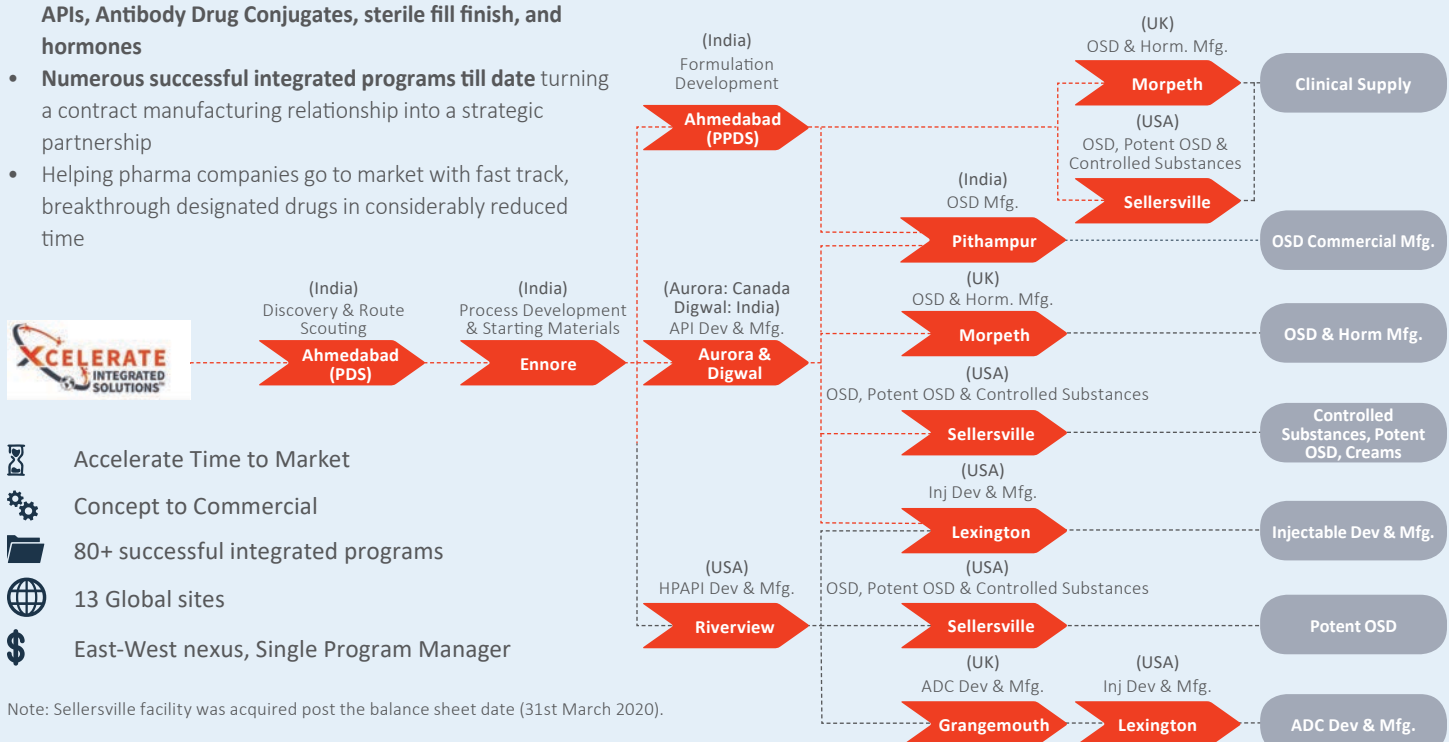 APIs, Antibody Drug Conjugates, sterile fill finish, and
hormones
• Numerous successful integrated programs till date turning
a contract manufacturing relationship into a strategic
partnership
• Helping pharma companies go to market with fast track,
breakthrough designated drugs in considerably reduced
time
XCELERATE
INTEGRATED
SOLUTIONS™
(India)
Discovery & Route
Scouting
Ahmedabad
(PDS)
(India)
Process Development
& Starting Materials
Ennore
(India)
Formulation
Development
Ahmedabad
(PPDS)
(Aurora: Canada
Digwal: India)
API Dev & Mfg.
Aurora &
Digwal
(USA)
HPAPI Dev & Mfg.
Riverview
(UK)
OSD & Horm. Mfg.
Morpeth
(USA)
OSD, Potent OSD &
Controlled Substances
Sellersville
Clinical Supply
(India)
OSD Mfg.
Pithampur
OSD Commercial Mfg.
(UK)
OSD & Horm. Mfg.
Morpeth
OSD & Horm Mfg.
(USA)
OSD, Potent OSD & Controlled Substances
Sellersville
Controlled
Substances, Potent
OSD, Creams
(USA)
Inj Dev & Mfg.
Lexington
Injectable Dev & Mfg.
(USA)
OSD, Potent OSD & Controlled Substances
Sellersville
Potent OSD
(UK)
ADC Dev & Mfg.
Grangemouth
(USA)
Inj Dev & Mfg.
Lexington
ADC Dev & Mfg.
Accelerate Time to Market
Concept to Commercial
80+ successful integrated programs
13 Global sites
$ East-West nexus, Single Program Manager
Note: Sellersville facility was acquired post the balance sheet date (31st March 2020).